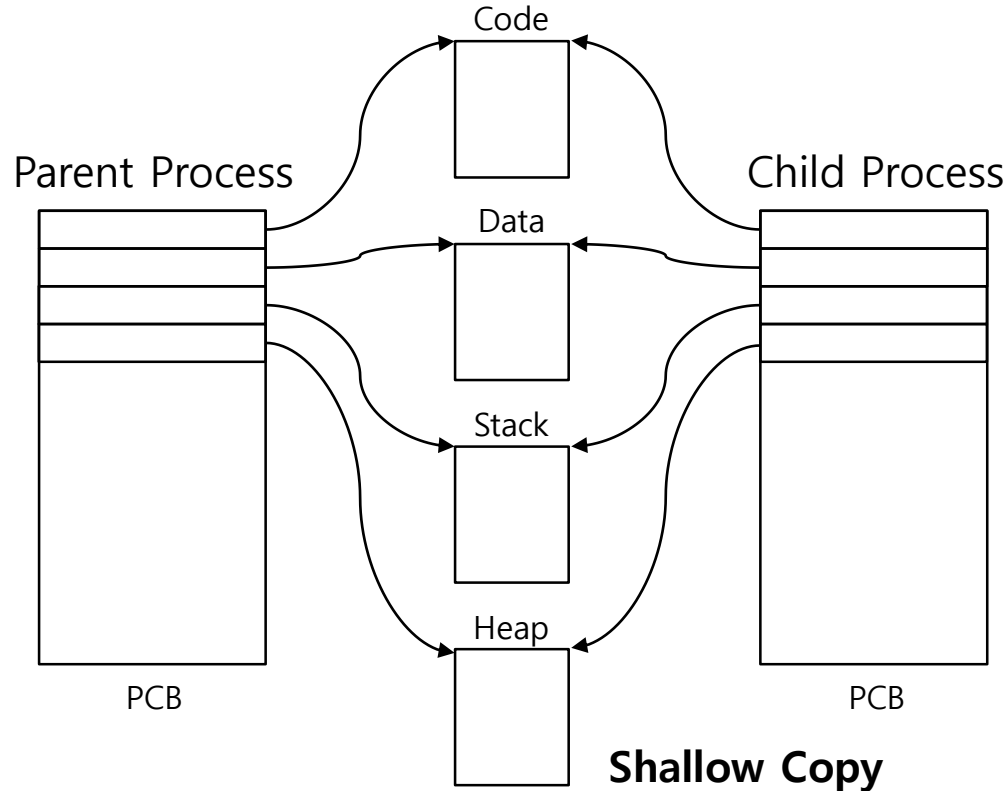 Code
Parent Process
Child Process
Data
Stack
Heap
PCB
PCB
Shallow Copy